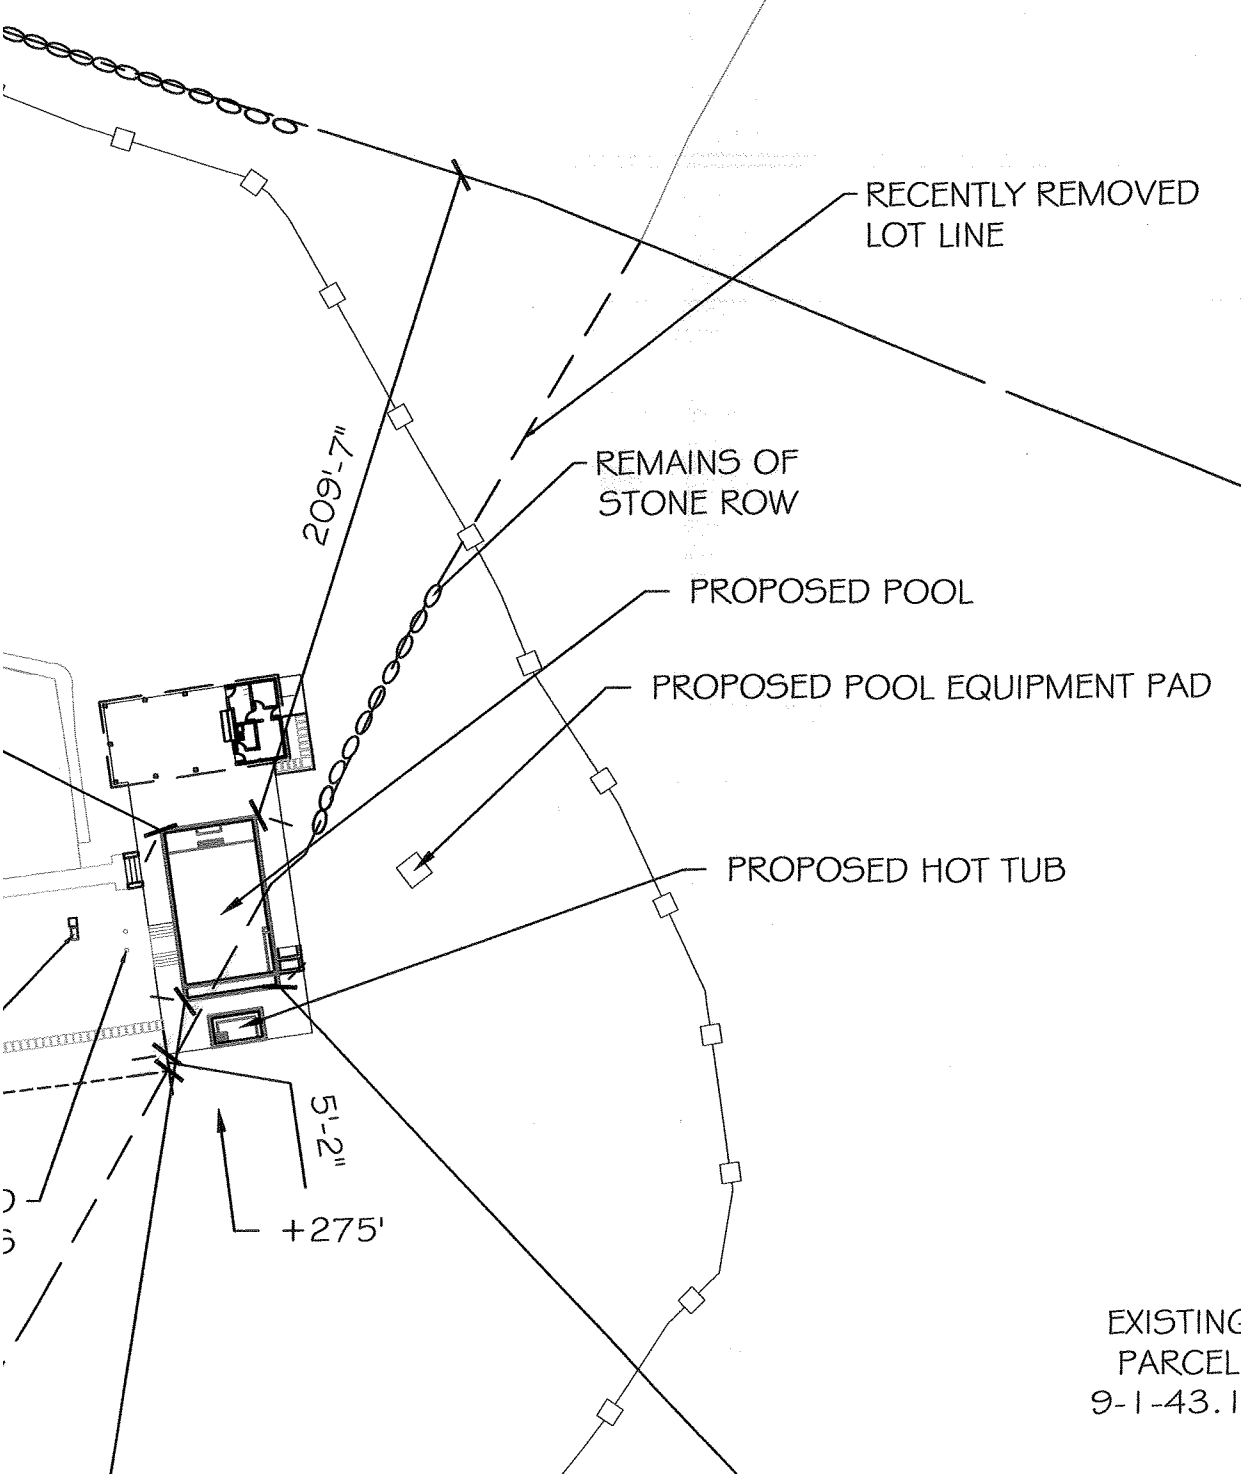 RECENTLY REMOVED
LOT LINE
209'-7"
REMAINS OF
STONE ROW
PROPOSED POOL
PROPOSED POOL EQUIPMENT PAD
PROPOSED HOT TUB
5'-2"
+275'
EXISTING
PARCEL
9-1-43.1